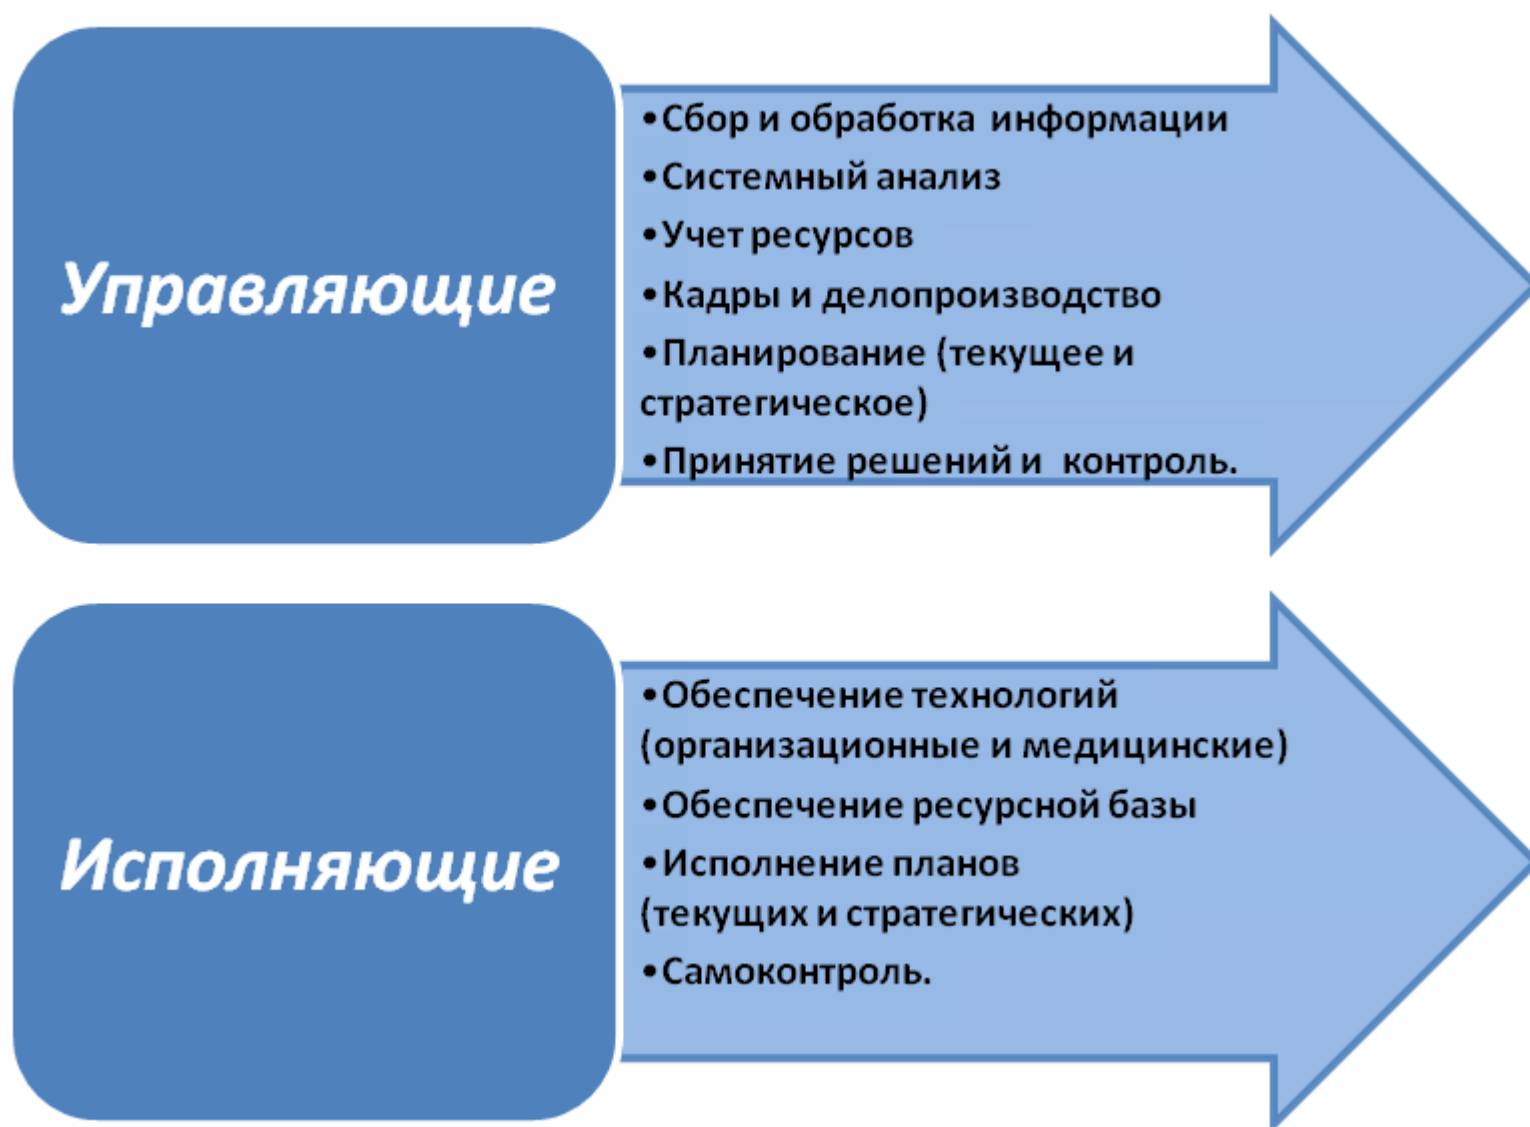 Управляющие
•Сбор и обработка информации
•Системный анализ
•Учет ресурсов
•Кадры и делопроизводство
•Планирование (текущее и
стратегическое)
•Принятие решений и контроль.
Исполняющие
•Обеспечение технологий
(организационные и медицинские)
•Обеспечение ресурсной базы
•Исполнение планов
(текущих и стратегических)
•Самоконтроль.